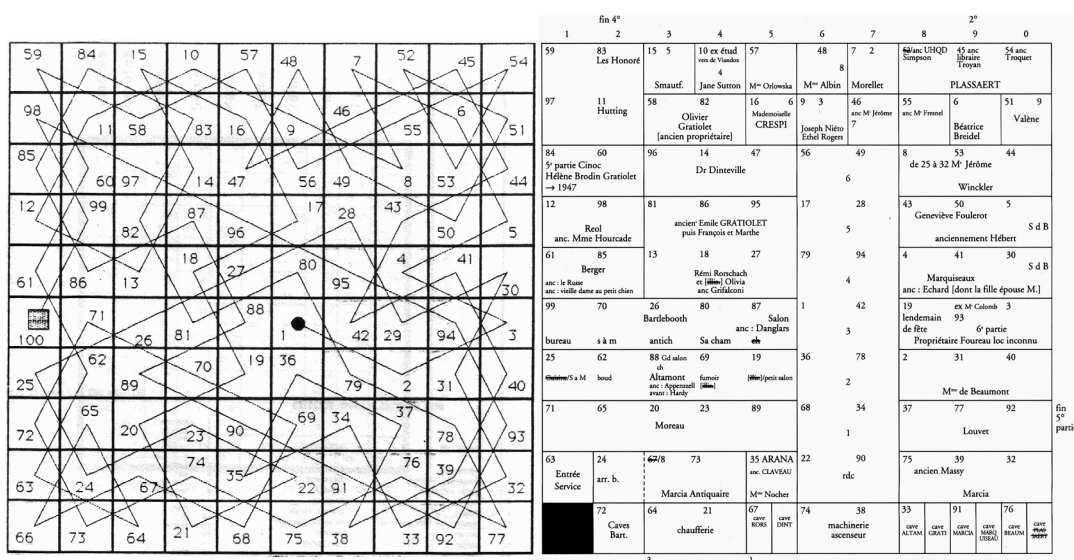 59 84 15 10 57 48 7 52 45 54
98 11 58 83 16 9 46 55 6 51
85 60 97 14 47 56 49 8 53 44
12 99 82 87 96 17 28 43 50 5
61 86 13 18 27 80 95 4 41 30
100 71 26 81 88 1 42 29 94 3
25 62 89 70 19 36 79 2 31 40
72 65 20 23 90 69 34 37 78 93
63 24 67 74 35 22 91 76 39 32
66 73 64 21 68 75 38 33 92 77
fin 4° 2°
1 2 3 4 5 6 7 8 9 0
59
83
Les Honoré
15 5
Smautf.
10 ex étud
vers de Viandos
4
Jane Sutton
57
Mme Orlowska
48
8
Mme Albin
7 2
Morellet
52/anc UHQD
Simpson
45 anc
libraire
Troyan
54 anc
Troquet
PLASSAERT
97
11
Hutting
58 82
Olivier
Gratiolet
[ancien propriétaire]
16 6
Mademoiselle
CRESPI
9 3
Joseph Niéto
Ethel Rogers
46
anc Mr Jérôme
7
55
anc Mr Fresnel
6
Béatrice
Breidel
51 9
Valène
84 60
5e partie Cinoc
Hélène Brodin Gratiolet
→ 1947
96 14 47
Dr Dinteville
56 49
6
8 53 44
de 25 à 32 Mr Jérôme
Winckler
12 98
Reol
anc. Mme Hourcade
81 86 95
ancient Emile GRATIOLET
puis François et Marthe
17 28
5
43 50 5
Geneviève Foulerot
S d B
anciennement Hébert
61 85
Berger
anc : le Russe
anc : vieille dame au petit chien
13 18 27
Rémi Rorschach
et [illis] Olivia
anc Grifalconi
79 94
4
4 41 30
S d B
Marquiseaux
anc : Echard [dont la fille épouse M.]
99 70
bureau s à m
26 80 87
Bartlebooth Salon
anc : Danglars
antich Sa cham ch
1 42
3
19 ex Mr Colomb 3
lendemain 93
de fête 6e partie
Propriétaire Foureau loc inconnu
25 62
Cuisine/S a M boud
88 Gd salon 69 19
ch
Altamont fumoir [illis]/petit salon
anc : Appenzzell [illis]
avant : Hardy
36 78
2
2 31 40
Mme de Beaumont
71 65 20 23 89
Moreau
68 34
1
37 77 92
Louvet
fin
5°
parti
63
Entrée
Service
24
arr. b.
67/8 73
Marcia Antiquaire
35 ARANA
anc. CLAVEAU
Mme Nocher
22 90
rdc
75 39 32
ancien Massy
Marcia
72
Caves
Bart.
64 21
chaufferie
67
cave
RORS
cave
DINT
74 38
machinerie
ascenseur
33
cave
ALTAM
cave
GRATI
91
cave
MARCIA
cave
MARQ
UISEAU
76
cave
BEAUM
cave
PLAS
SAERT